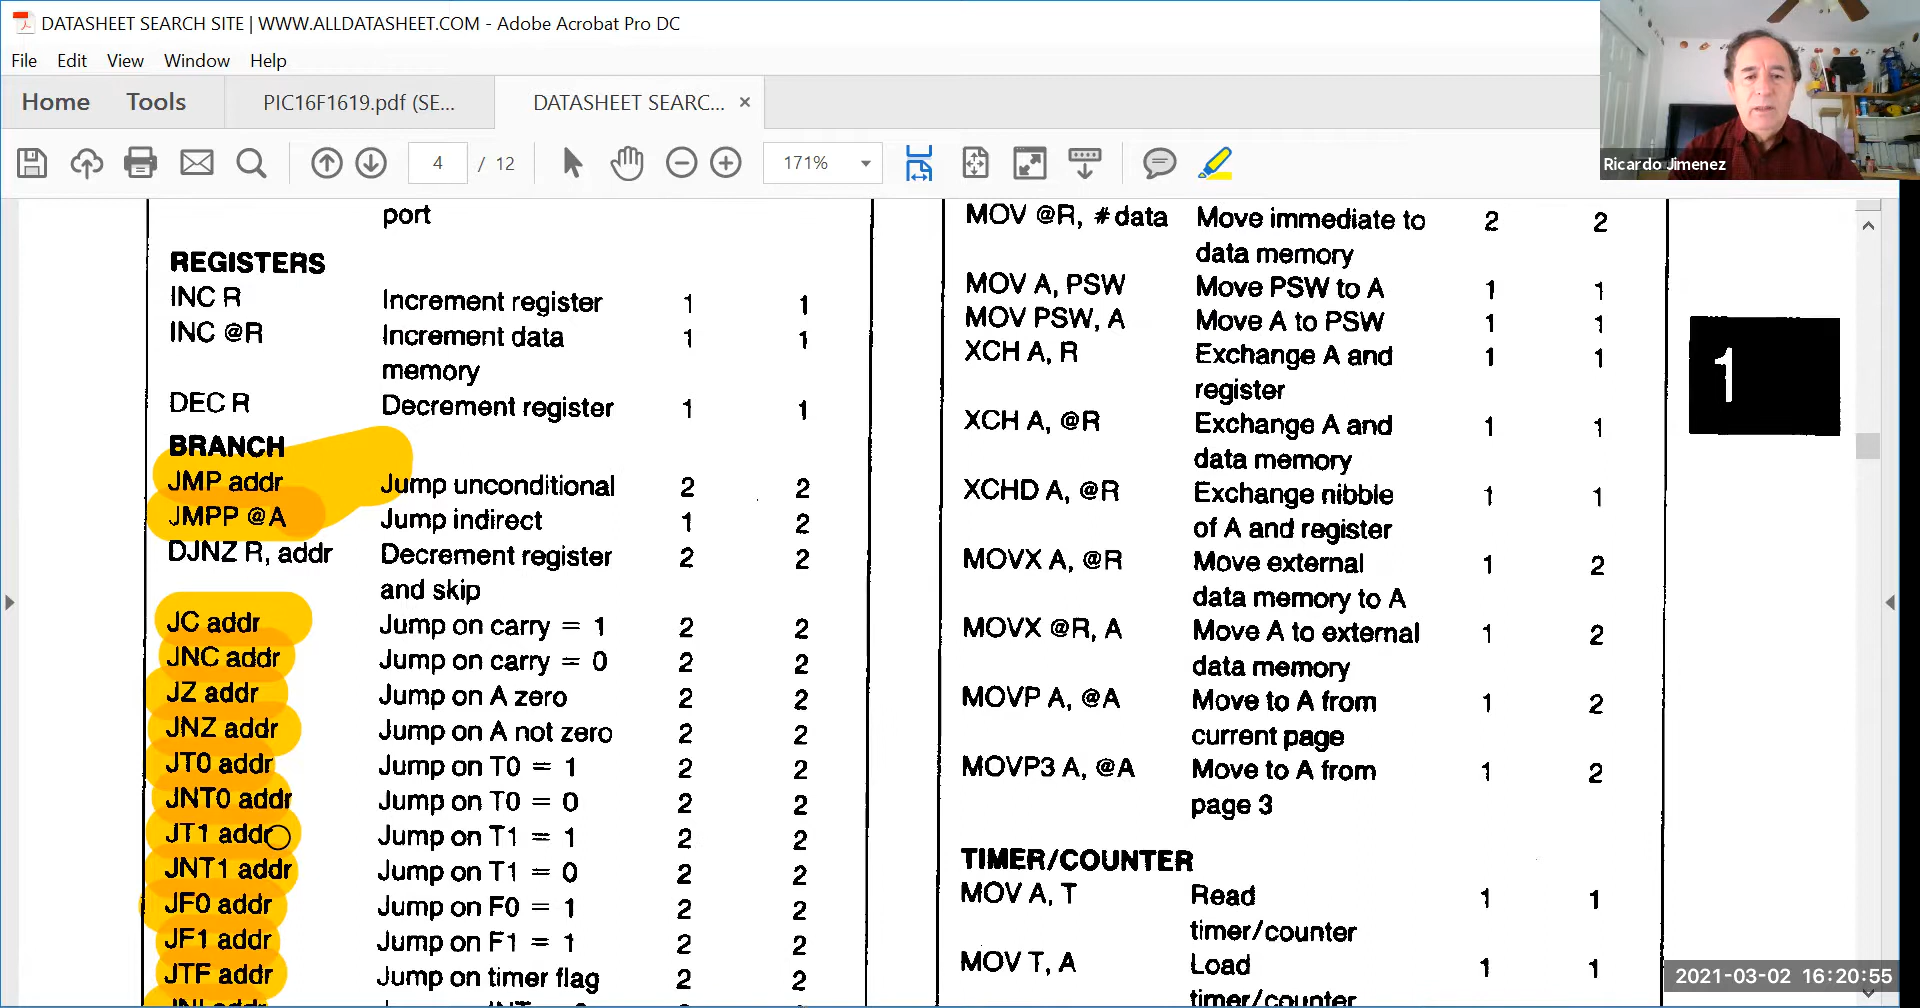 DATASHEET SEARCH SITE | WWW.ALLDATASHEET.COM - Adobe Acrobat Pro DC
File Edit View Window Help
Home Tools PIC16F1619.pdf (SE... DATASHEET SEARC... ×
4 / 12 171%
Ricardo Jimenez
port
REGISTERS
INC R Increment register 1 1
INC @R Increment data 1 1
memory
DEC R Decrement register 1 1
BRANCH
JMP addr Jump unconditional 2 2
JMPP @A Jump indirect 1 2
DJNZ R, addr Decrement register 2 2
and skip
JC addr Jump on carry = 1 2 2
JNC addr Jump on carry = 0 2 2
JZ addr Jump on A zero 2 2
JNZ addr Jump on A not zero 2 2
JT0 addr Jump on T0 = 1 2 2
JNT0 addr Jump on T0 = 0 2 2
JT1 addr Jump on T1 = 1 2 2
JNT1 addr Jump on T1 = 0 2 2
JF0 addr Jump on F0 = 1 2 2
JF1 addr Jump on F1 = 1 2 2
JTF addr Jump on timer flag 2 2
MOV @R, #data Move immediate to 2 2
data memory
MOV A, PSW Move PSW to A 1 1
MOV PSW, A Move A to PSW 1 1
XCH A, R Exchange A and 1 1
register
XCH A, @R Exchange A and 1 1
data memory
XCHD A, @R Exchange nibble 1 1
of A and register
MOVX A, @R Move external 1 2
data memory to A
MOVX @R, A Move A to external 1 2
data memory
MOVP A, @A Move to A from 1 2
current page
MOVP3 A, @A Move to A from 1 2
page 3
TIMER/COUNTER
MOV A, T Read 1 1
timer/counter
MOV T, A Load 1 1
timer/counter
1
2021-03-02 16:20:55